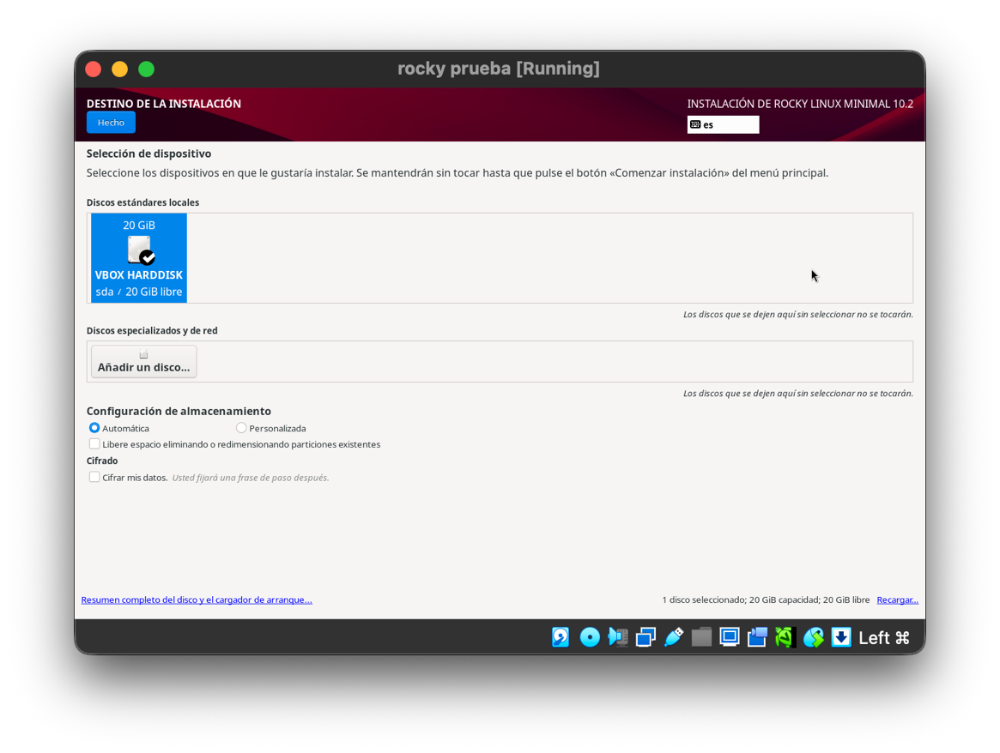 rocky prueba [Running]
DESTINO DE LA INSTALACIÓN
INSTALACIÓN DE ROCKY LINUX MINIMAL 10.2
Hecho
es
Selección de dispositivo
Seleccione los dispositivos en que le gustaría instalar. Se mantendrán sin tocar hasta que pulse el botón «Comenzar instalación» del menú principal.
Discos estándares locales
20 GiB
VBOX HARDDISK
sda / 20 GiB libre
Los discos que se dejen aquí sin seleccionar no se tocarán.
Discos especializados y de red
Añadir un disco...
Los discos que se dejen aquí sin seleccionar no se tocarán.
Configuración de almacenamiento
Automática Personalizada
Libere espacio eliminando o redimensionando particiones existentes
Cifrado
Cifrar mis datos. Usted fijará una frase de paso después.
Resumen completo del disco y el cargador de arranque...
1 disco seleccionado; 20 GiB capacidad; 20 GiB libre Recargar...
Left ⌘